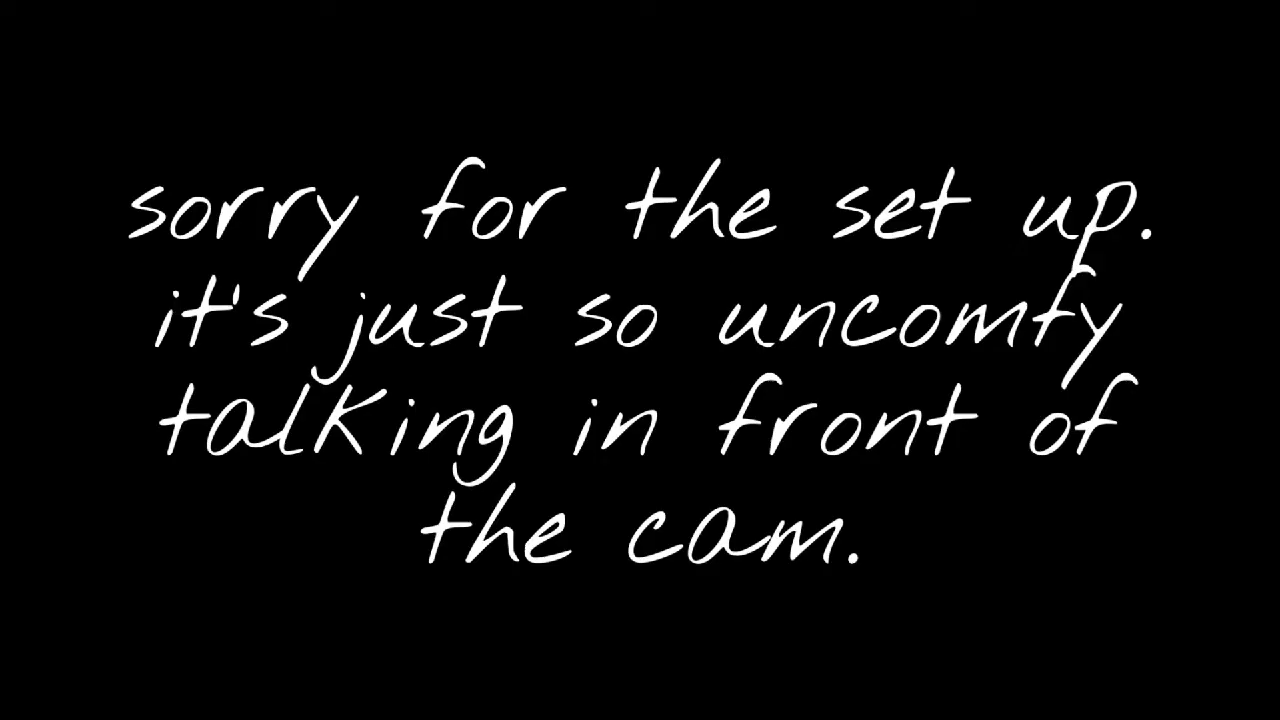 sorry for the set up.
it's just so uncomfy
talking in front of
the cam.